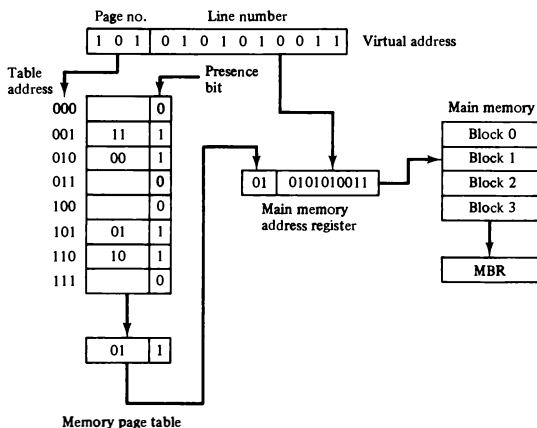 Page no. Line number
1 0 1 0 1 0 1 0 1 0 0 1 1 Virtual address
Table address
Presence bit
000 0
001 11 1
010 00 1
011 0
100 0
101 01 1
110 10 1
111 0
01 1
Memory page table
01 0101010011
Main memory address register
Main memory
Block 0
Block 1
Block 2
Block 3
MBR